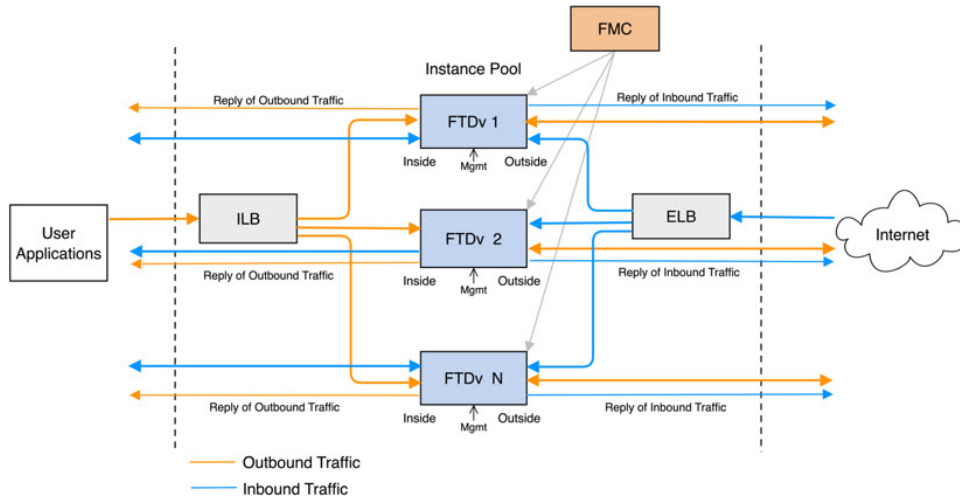 FMC
Instance Pool
Reply of Outbound Traffic
FTDv 1
Reply of Inbound Traffic
Inside
Mgmt
Outside
User
Applications
ILB
FTDv 2
ELB
Internet
Reply of Outbound Traffic
Inside
Mgmt
Outside
Reply of Inbound Traffic
FTDv N
Reply of Outbound Traffic
Inside
Mgmt
Outside
Reply of Inbound Traffic
Outbound Traffic
Inbound Traffic